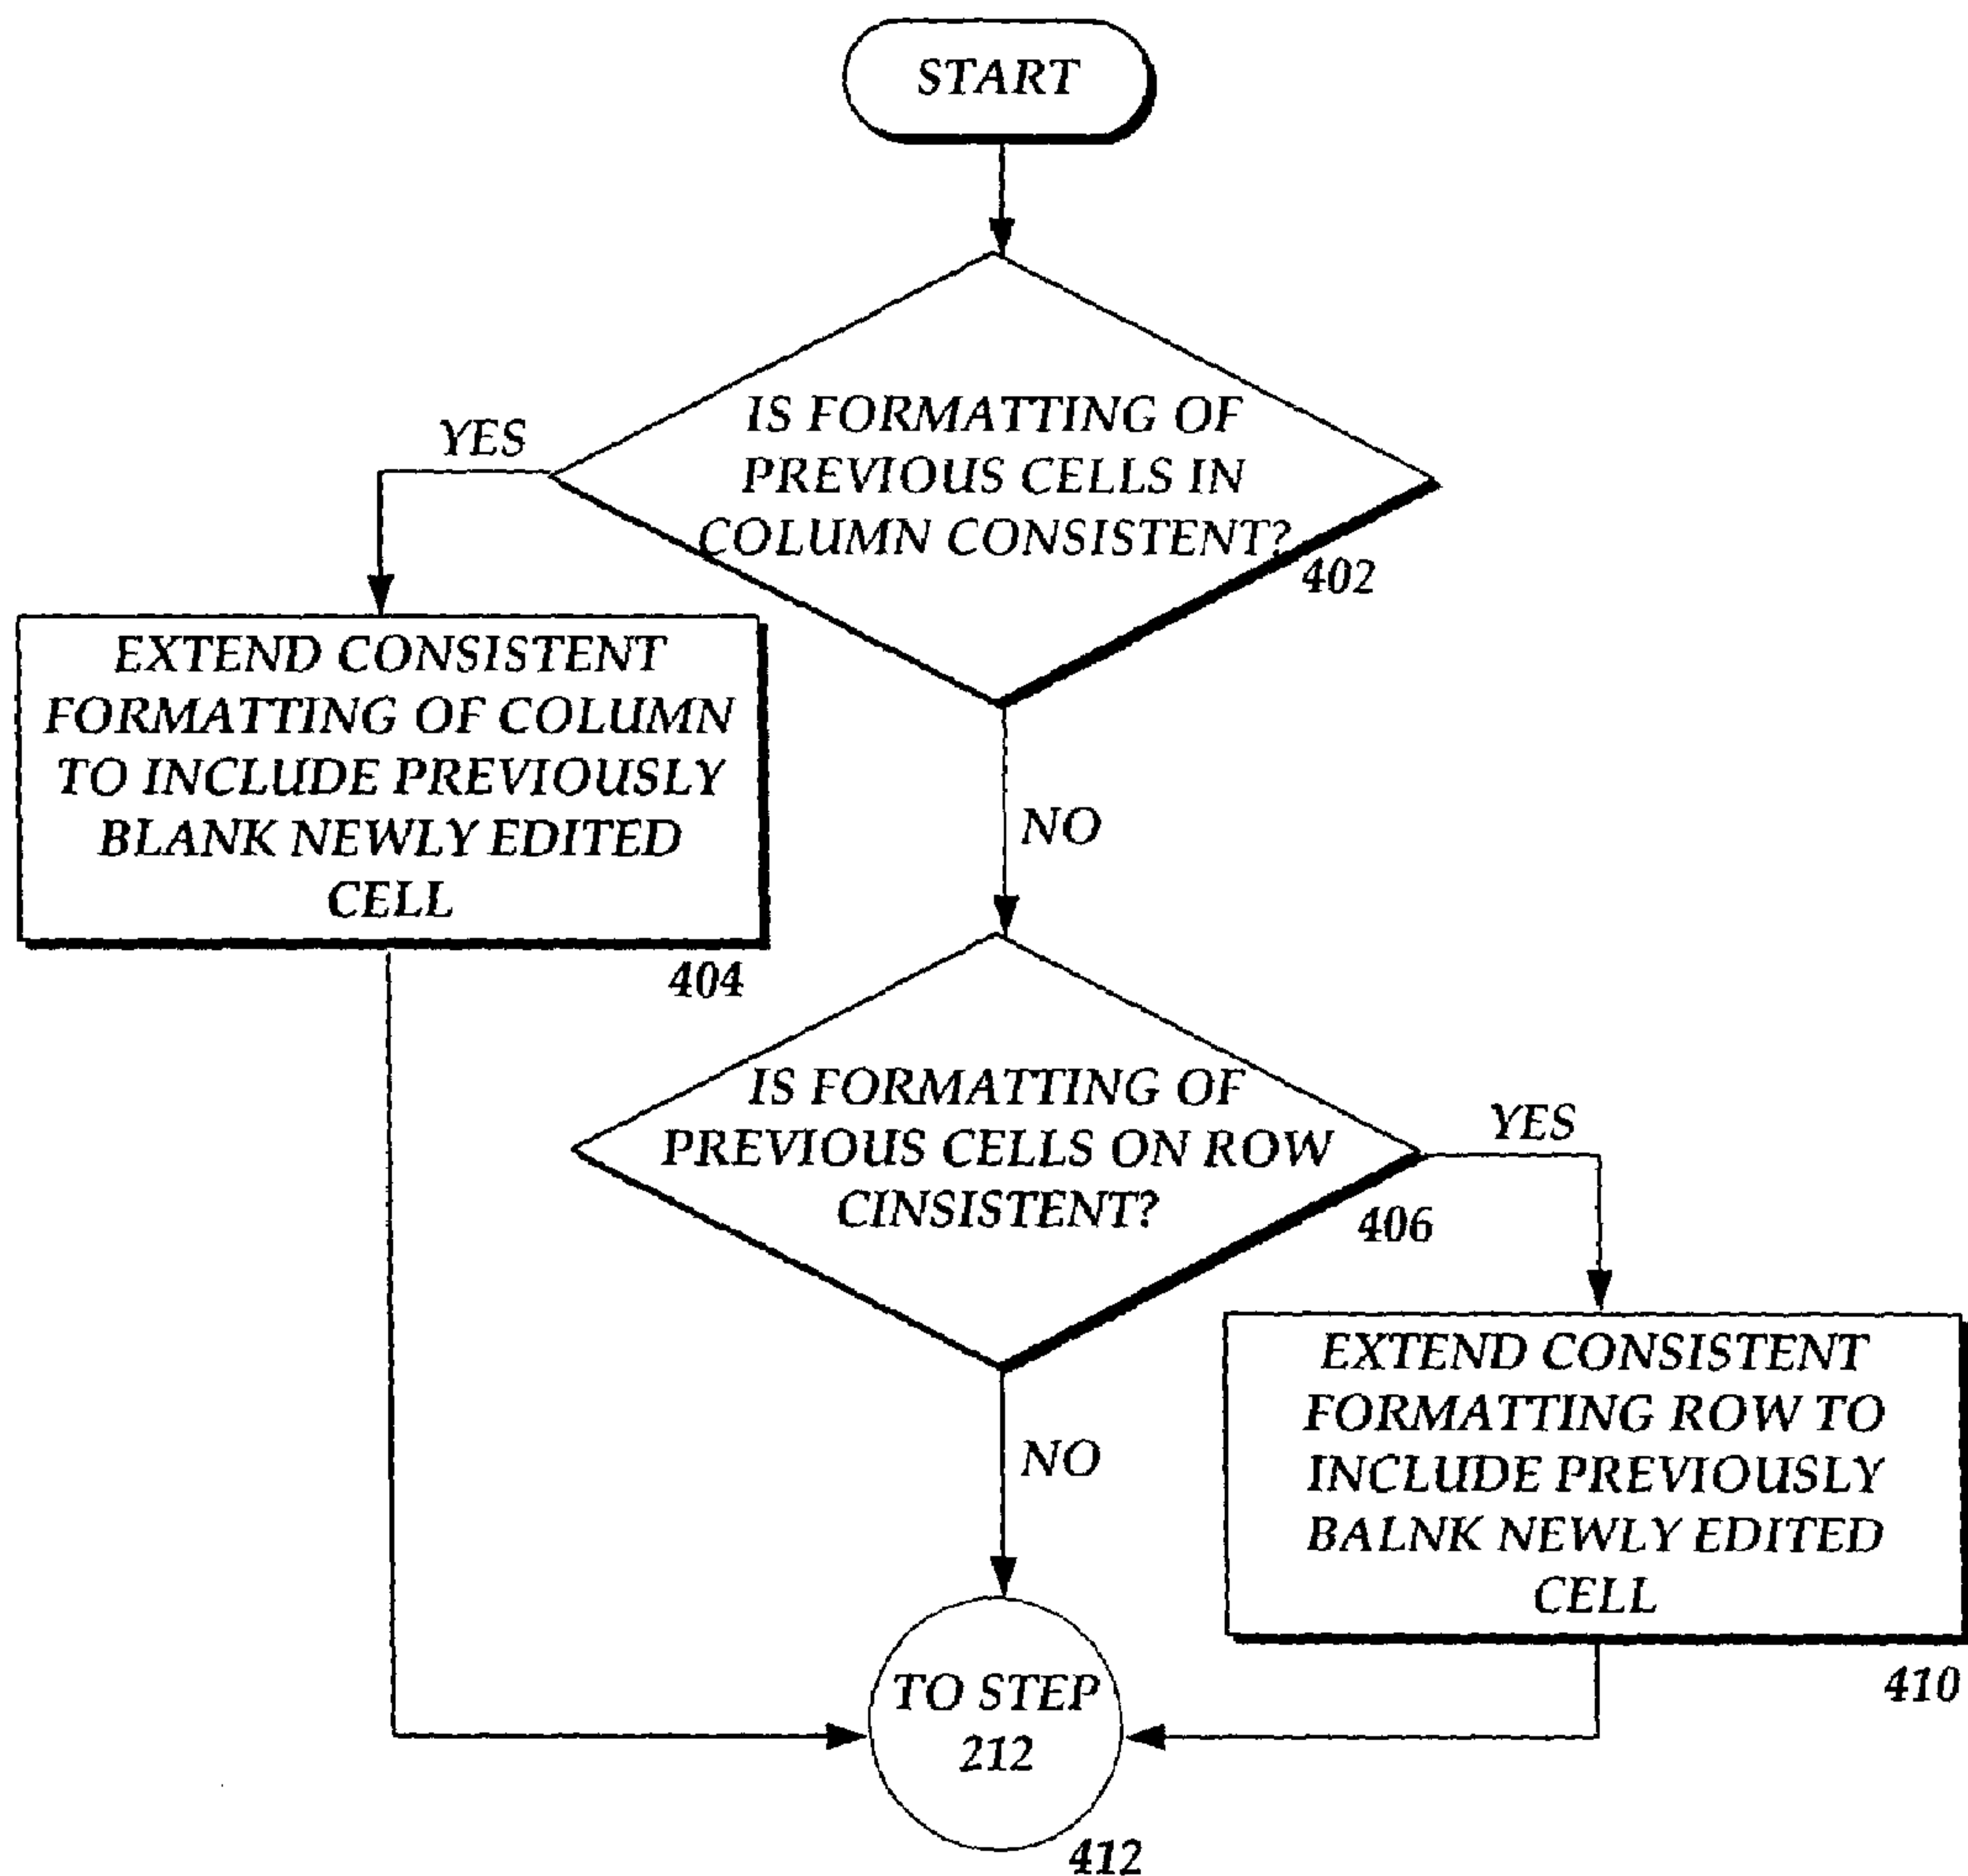 START
IS FORMATTING OF
PREVIOUS CELLS IN
COLUMN CONSISTENT?
402
YES
EXTEND CONSISTENT
FORMATTING OF COLUMN
TO INCLUDE PREVIOUSLY
BLANK NEWLY EDITED
CELL
404
NO
IS FORMATTING OF
PREVIOUS CELLS ON ROW
CINSISTENT?
406
YES
EXTEND CONSISTENT
FORMATTING ROW TO
INCLUDE PREVIOUSLY
BALNK NEWLY EDITED
CELL
410
NO
TO STEP
212
412